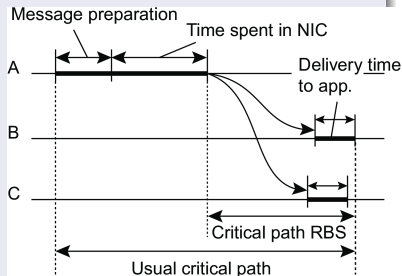 Message preparation
Time spent in NIC
A
Delivery time
to app.
B
C
Critical path RBS
Usual critical path